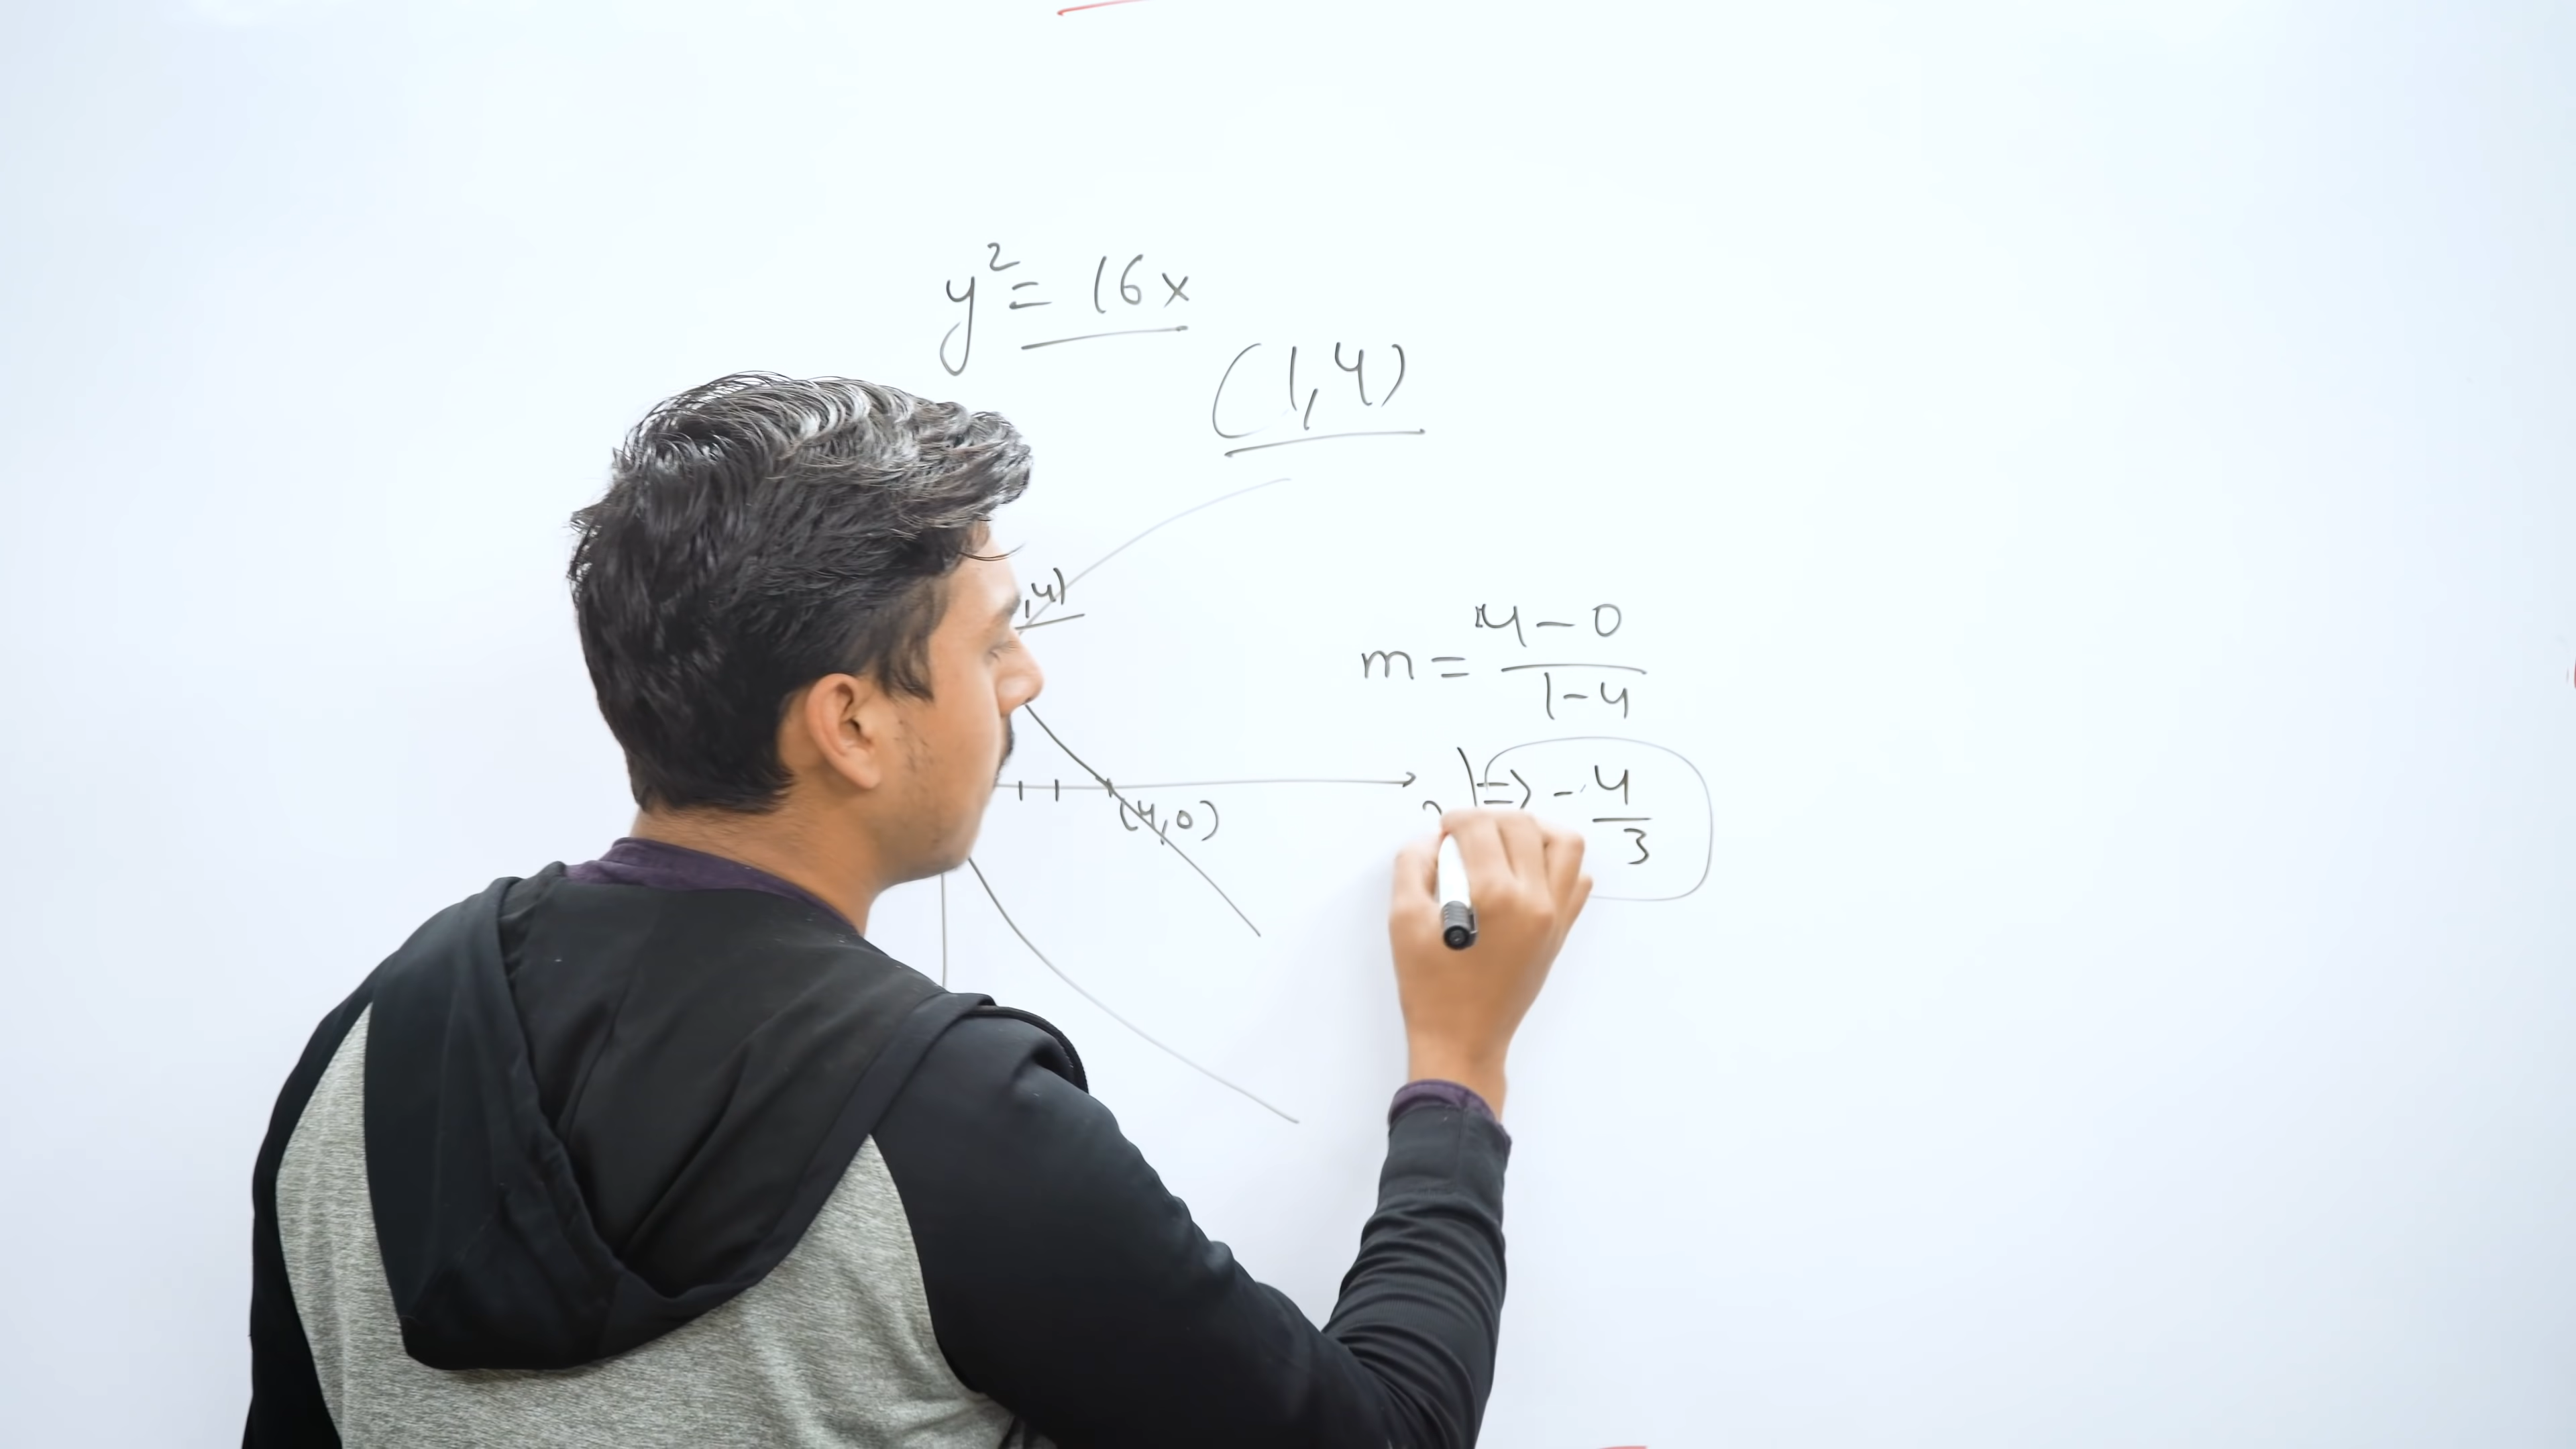 y² = 16x
(1,4)
,4)
m = 4-0 / 1-4
(4,0)
=> -4/3